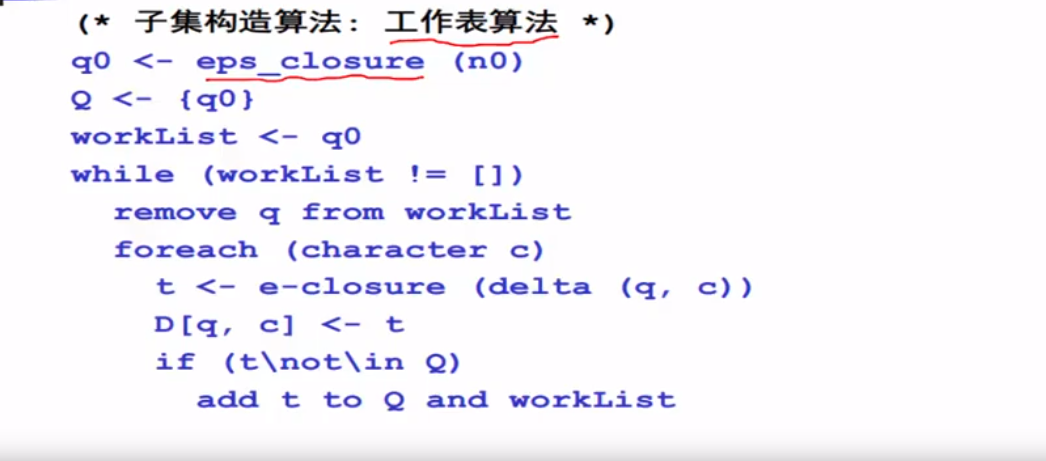 (* 子集构造算法: 工作表算法 *)
q0 <- eps_closure (n0)
Q <- {q0}
workList <- q0
while (workList != [])
remove q from workList
foreach (character c)
t <- e-closure (delta (q, c))
D[q, c] <- t
if (t\not\in Q)
add t to Q and workList